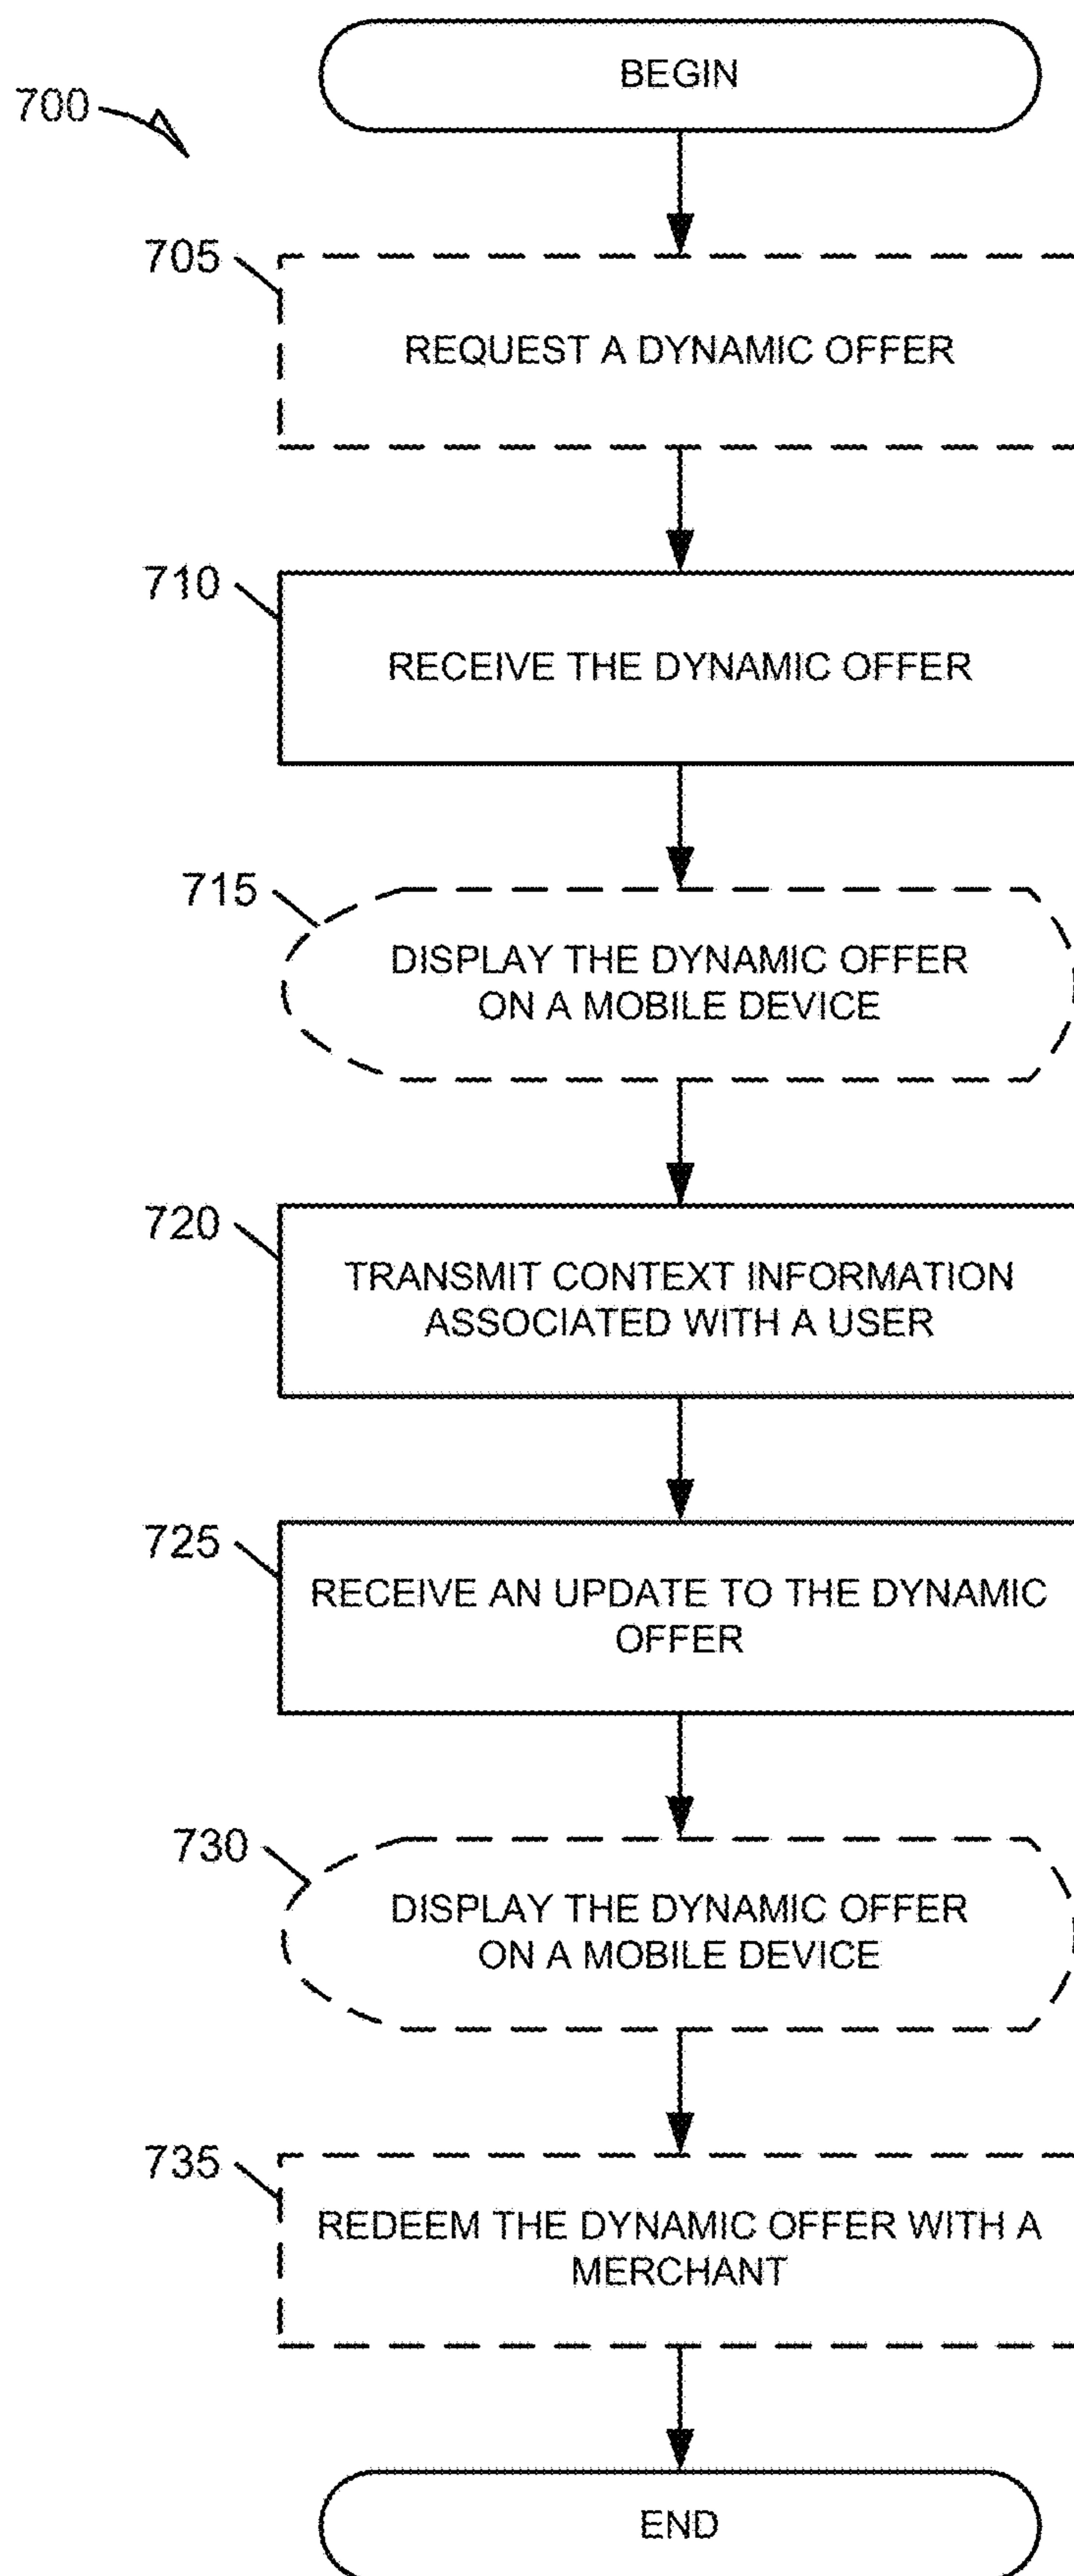 BEGIN
700
705
REQUEST A DYNAMIC OFFER
710
RECEIVE THE DYNAMIC OFFER
715
DISPLAY THE DYNAMIC OFFER
ON A MOBILE DEVICE
720
TRANSMIT CONTEXT INFORMATION
ASSOCIATED WITH A USER
725
RECEIVE AN UPDATE TO THE DYNAMIC
OFFER
730
DISPLAY THE DYNAMIC OFFER
ON A MOBILE DEVICE
735
REDEEM THE DYNAMIC OFFER WITH A
MERCHANT
END